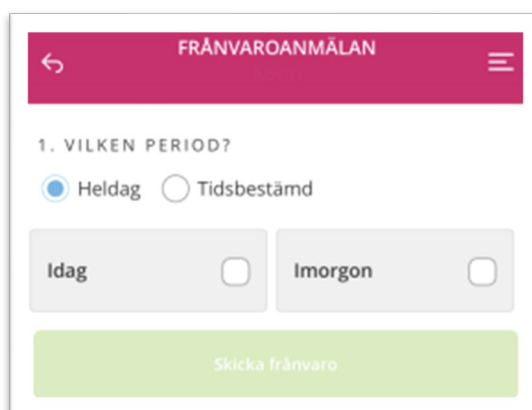 FRÅNVAROANMÄLAN
1. VILKEN PERIOD?
Heldag Tidsbestämd
Idag Imorgon
Skicka frånvaro